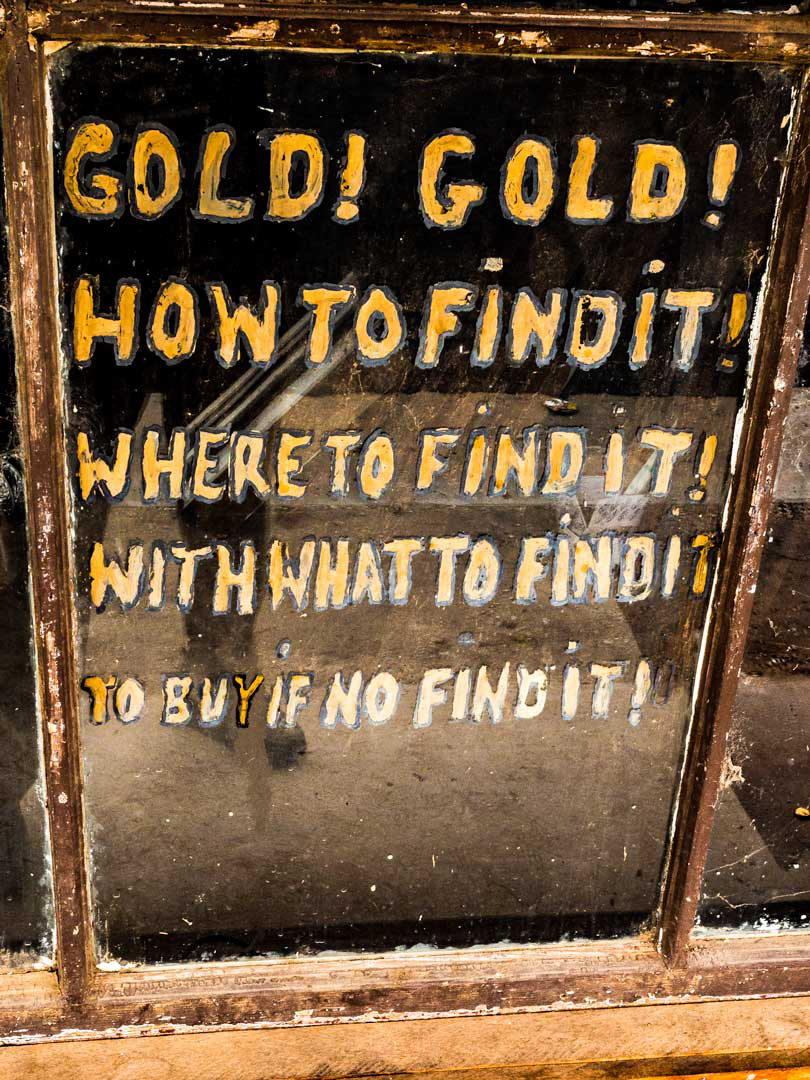 GOLD! GOLD!
HOW TO FiND iT!
WHERE TO FiND iT!
WiTH WHAT TO FiND iT
TO BUY iF NO FiND iT!